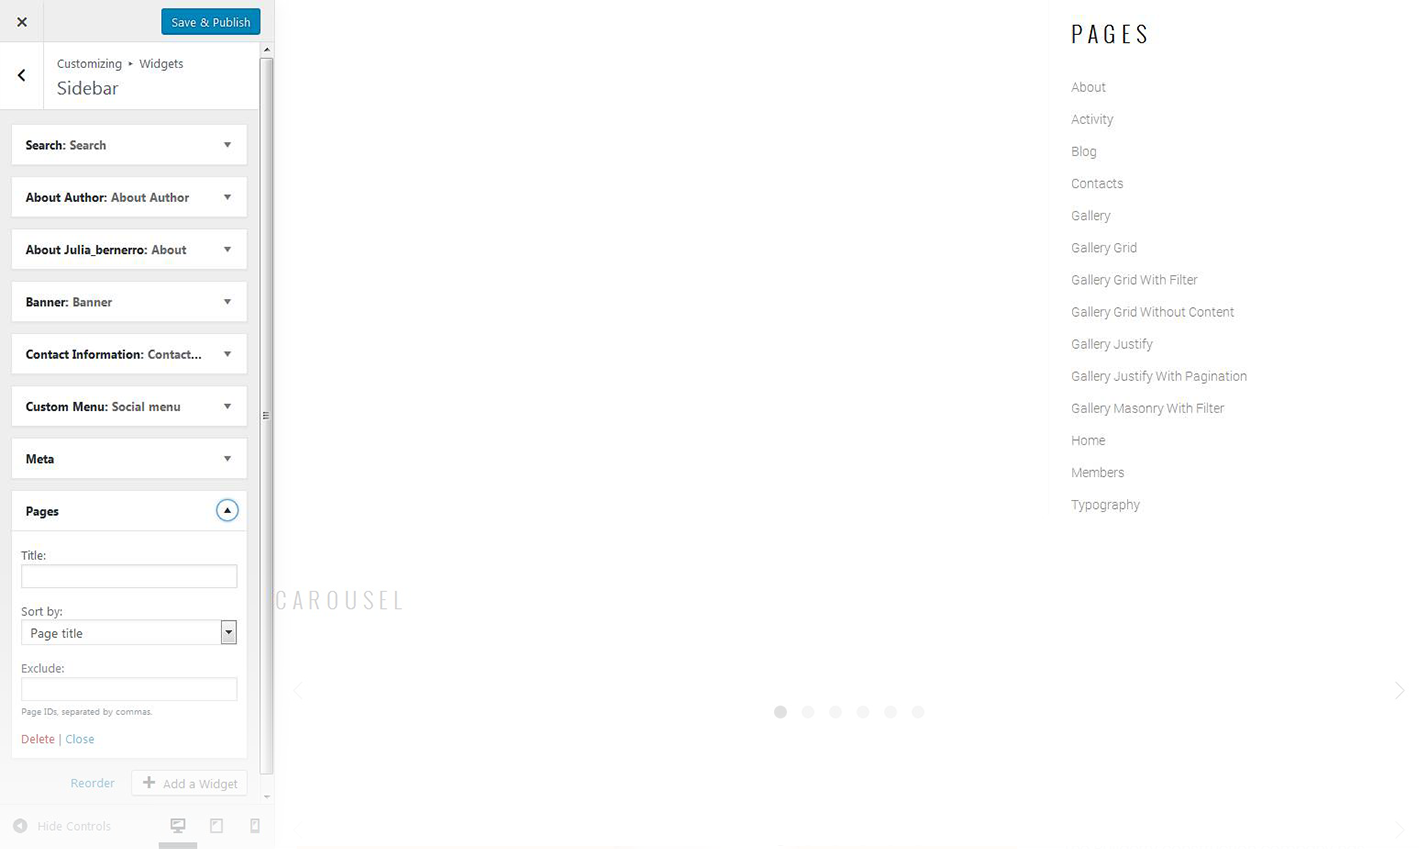 Save & Publish
Customizing ▸ Widgets
Sidebar
Search: Search
About Author: About Author
About Julia_bernerro: About
Banner: Banner
Contact Information: Contact...
Custom Menu: Social menu
Meta
Pages
Title:
Sort by:
Page title
Exclude:
Page IDs, separated by commas.
Delete | Close
Reorder
Add a Widget
Hide Controls
PAGES
About
Activity
Blog
Contacts
Gallery
Gallery Grid
Gallery Grid With Filter
Gallery Grid Without Content
Gallery Justify
Gallery Justify With Pagination
Gallery Masonry With Filter
Home
Members
Typography
CAROUSEL